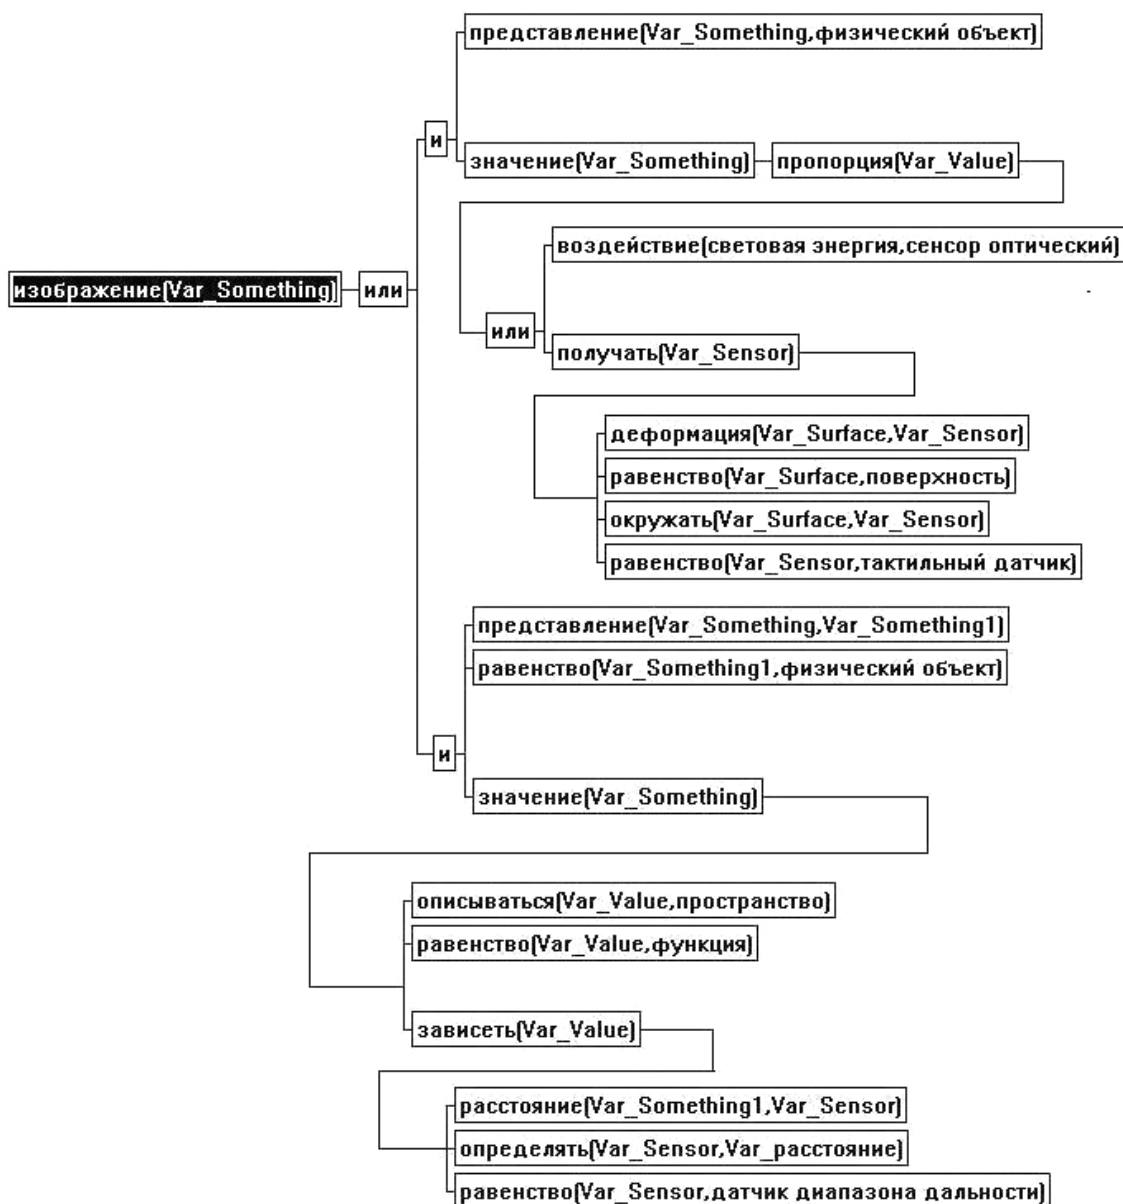 представление(Var_Something,физический объект)
и
значение(Var_Something)
пропорция(Var_Value)
воздействие(световая энергия,сенсор оптический)
изображение(Var_Something)
или
или
получать(Var_Sensor)
деформация(Var_Surface,Var_Sensor)
равенство(Var_Surface,поверхность)
окружать(Var_Surface,Var_Sensor)
равенство(Var_Sensor,тактильный датчик)
представление(Var_Something,Var_Something1)
равенство(Var_Something1,физический объект)
и
значение(Var_Something)
описываться(Var_Value,пространство)
равенство(Var_Value,функция)
зависеть(Var_Value)
расстояние(Var_Something1,Var_Sensor)
определять(Var_Sensor,Var_расстояние)
равенство(Var_Sensor,датчик диапазона дальности)